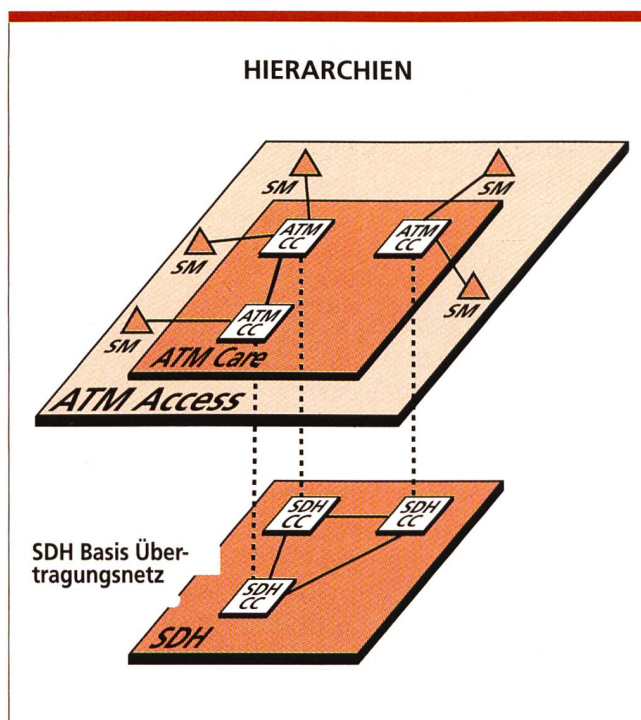 HIERARCHIEN
SM
SM
ATM
CC
ATM
CC
SM
SM
ATM
CC
SM
ATM Care
ATM Access
SDH
CC
SDH
CC
SDH Basis Über-
tragungsnetz
SDH
CC
SDH